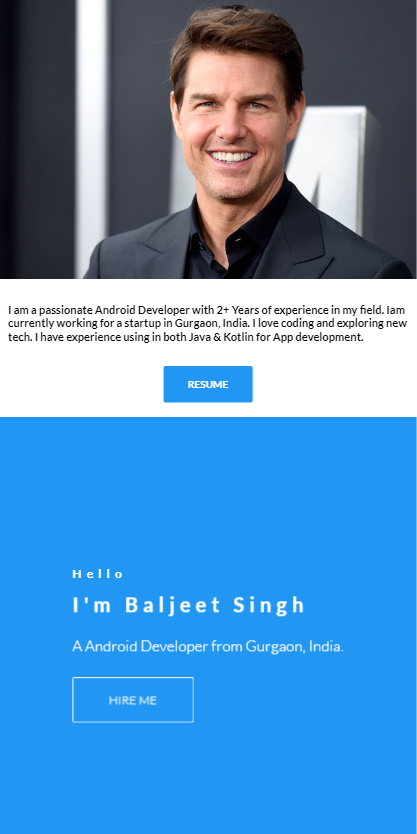 I am a passionate Android Developer with 2+ Years of experience in my field. Iam
currently working for a startup in Gurgaon, India. I love coding and exploring new
tech. I have experience using in both Java & Kotlin for App development.
RESUME
Hello
I'm Baljeet Singh
A Android Developer from Gurgaon, India.
HIRE ME